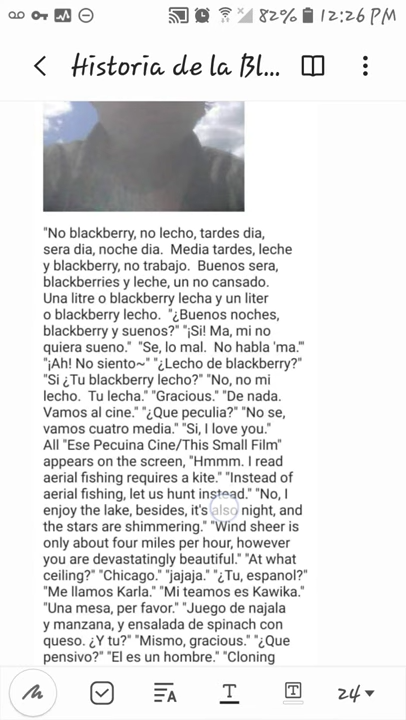 82% 12:26 PM
Historia de la Bl...
"No blackberry, no lecho, tardes dia,
sera dia, noche dia.  Media tardes, leche
y blackberry, no trabajo.  Buenos sera,
blackberries y leche, un no cansado.
Una litre o blackberry lecha y un liter
o blackberry lecho.  "¿Buenos noches,
blackberry y suenos?" "¡Si! Ma, mi no
quiera sueno."  "Se, lo mal.  No habla 'ma.'"
"¡Ah! No siento~" "¿Lecho de blackberry?"
"Si ¿Tu blackberry lecho?" "No, no mi
lecho.  Tu lecha." "Gracious." "De nada.
Vamos al cine." "¿Que peculia?" "No se,
vamos cuatro media." "Si, I love you."
All "Ese Pecuina Cine/This Small Film"
appears on the screen, "Hmmm. I read
aerial fishing requires a kite." "Instead of
aerial fishing, let us hunt instead." "No, I
enjoy the lake, besides, it's also night, and
the stars are shimmering." "Wind sheer is
only about four miles per hour, however
you are devastatingly beautiful." "At what
ceiling?" "Chicago." "jajaja." "¿Tu, espanol?"
"Me llamos Karla." "Mi teamos es Kawika."
"Una mesa, per favor." "Juego de najala
y manzana, y ensalada de spinach con
queso. ¿Y tu?" "Mismo, gracious." "¿Que
pensivo?" "El es un hombre." "Cloning
24